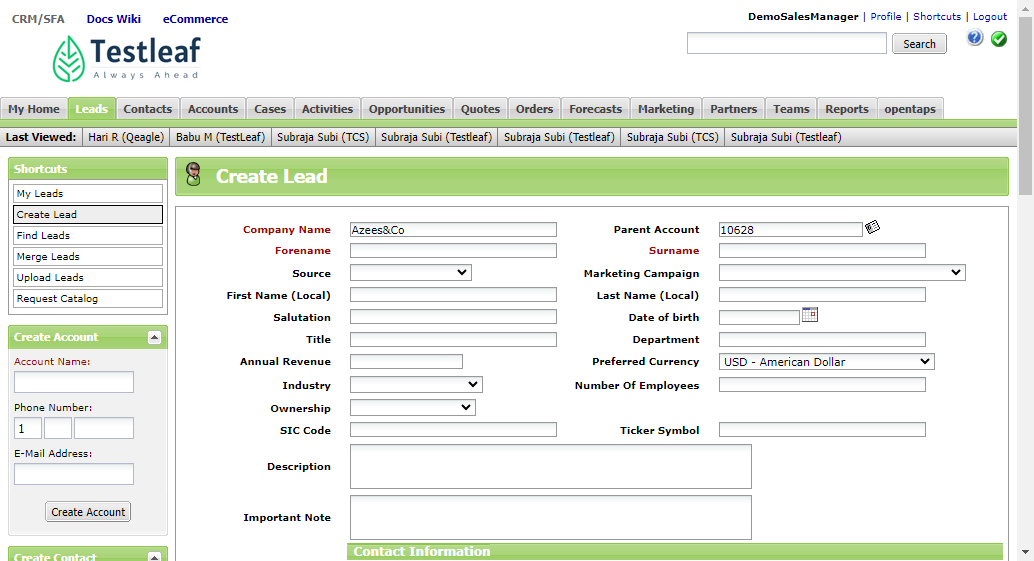 CRM/SFA Docs Wiki eCommerce
DemoSalesManager | Profile | Shortcuts | Logout
Testleaf
Always Ahead
Search
My Home Leads Contacts Accounts Cases Activities Opportunities Quotes Orders Forecasts Marketing Partners Teams Reports opentaps
Last Viewed: Hari R (Qeagle) Babu M (TestLeaf) Subraja Subi (TCS) Subraja Subi (Testleaf) Subraja Subi (Testleaf) Subraja Subi (TCS) Subraja Subi (Testleaf)
Shortcuts
My Leads
Create Lead
Find Leads
Merge Leads
Upload Leads
Request Catalog
Create Account
Account Name:
Phone Number:
1
E-Mail Address:
Create Account
Create Contact
Create Lead
Company Name Azees&Co Parent Account 10628
Forename Surname
Source Marketing Campaign
First Name (Local) Last Name (Local)
Salutation Date of birth
Title Department
Annual Revenue Preferred Currency USD - American Dollar
Industry Number Of Employees
Ownership
SIC Code Ticker Symbol
Description
Important Note
Contact Information